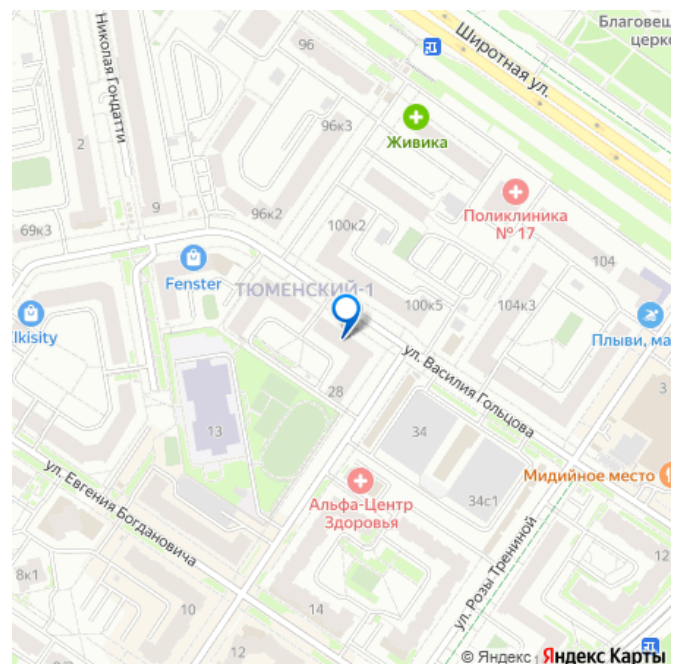 Благовещ
церко
Широтная ул.
96
Николая Гондатти
Живика
96к3
2
Поликлиника
№ 17
9
96к2
100к2
69к3
104
Fenster
ТЮМЕНСКИЙ-1
100к5
104к3
lkisity
Плыви, ма
ул. Василия Гольцова
3
28
34
13
Мидийное место
ул. Евгения Богдановича
Альфа-Центр
Здоровья
34с1
ул. Розы Трениной
12
8к1
10
14
12
© Яндекс
Яндекс Карты